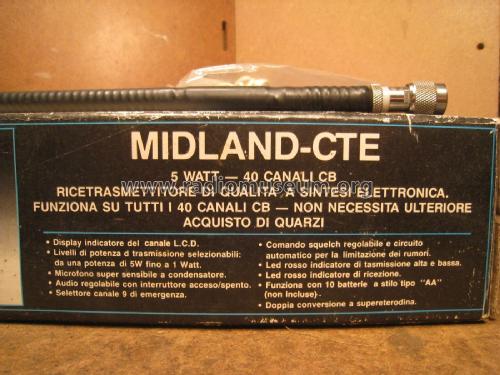 MIDLAND-CTE
5 WATT. — 40 CANALI CB
RICETRASMETTITORE DI QUALITA' A SINTESI ELETTRONICA,
FUNZIONA SU TUTTI I 40 CANALI CB — NON NECESSITA ULTERIORE
ACQUISTO DI QUARZI
• Display indicatore del canale L.C.D.
• Livelli di potenza d trasmissione selezionabili:
da una potenza di 5W fino a 1 Watt.
• Microfono super sensibile a condensatore.
• Audio regolabile con interruttore acceso/spento.
• Selettore canale 9 di emergenza.
• Comando squelch regolabile e circuito
automatico per la limitazione dei rumori.
• Led rosso indicatore di tasmissione alta e bassa.
• Led rosso indicatore di ricezione.
• Funziona con 10 batterie a stilo tipo "AA"
(non Incluse)·
• Doppia conversione a supereterodina.
www.radiomuseum.org